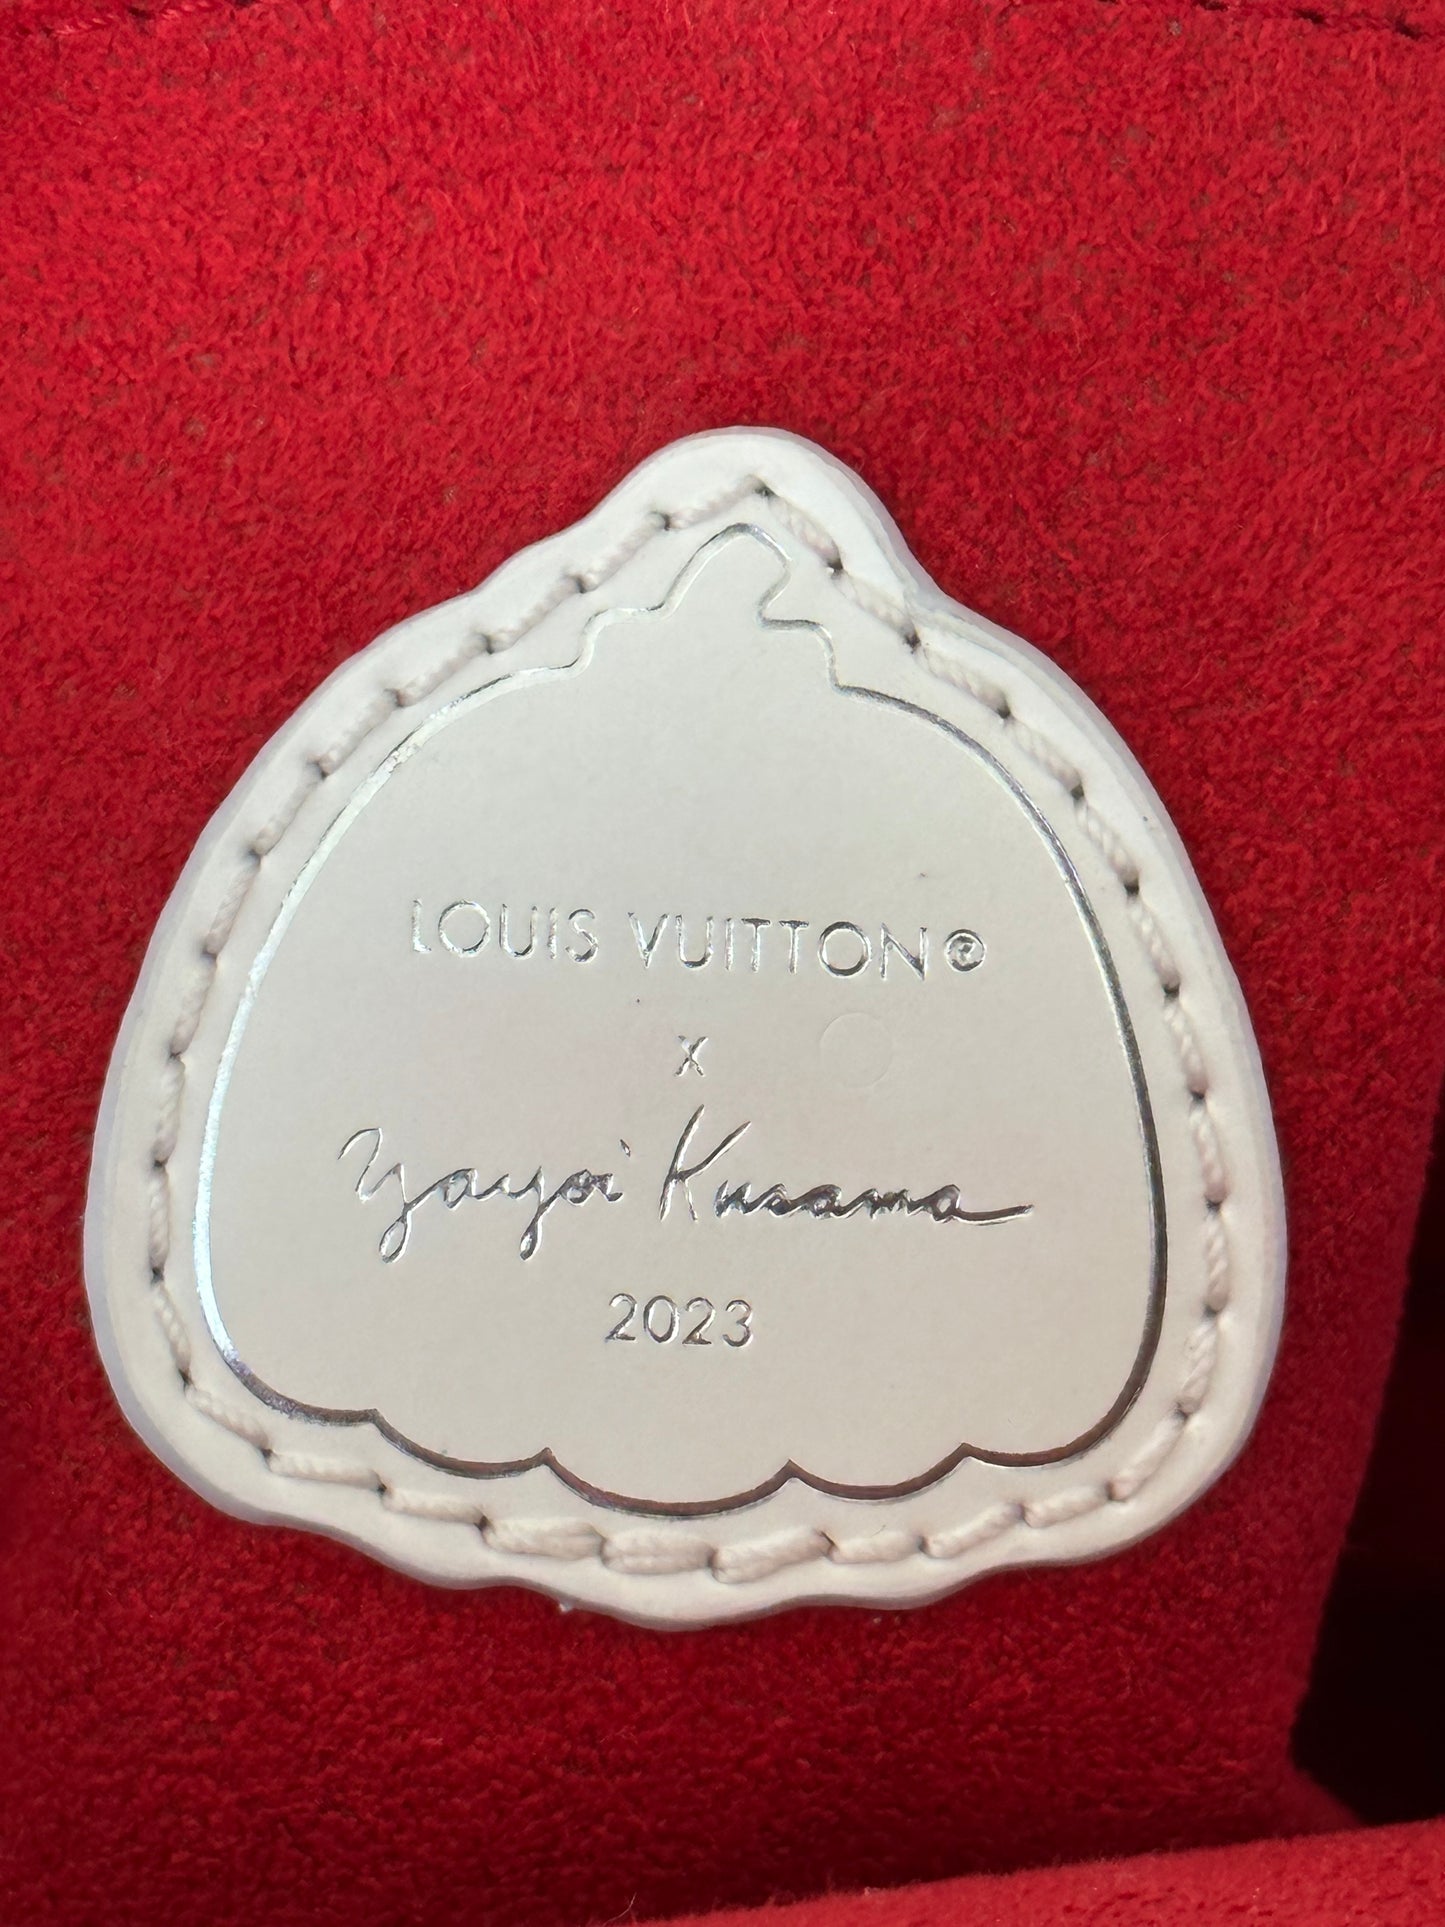 LOUIS VUITTON®
x
Yayoi Kusama
2023